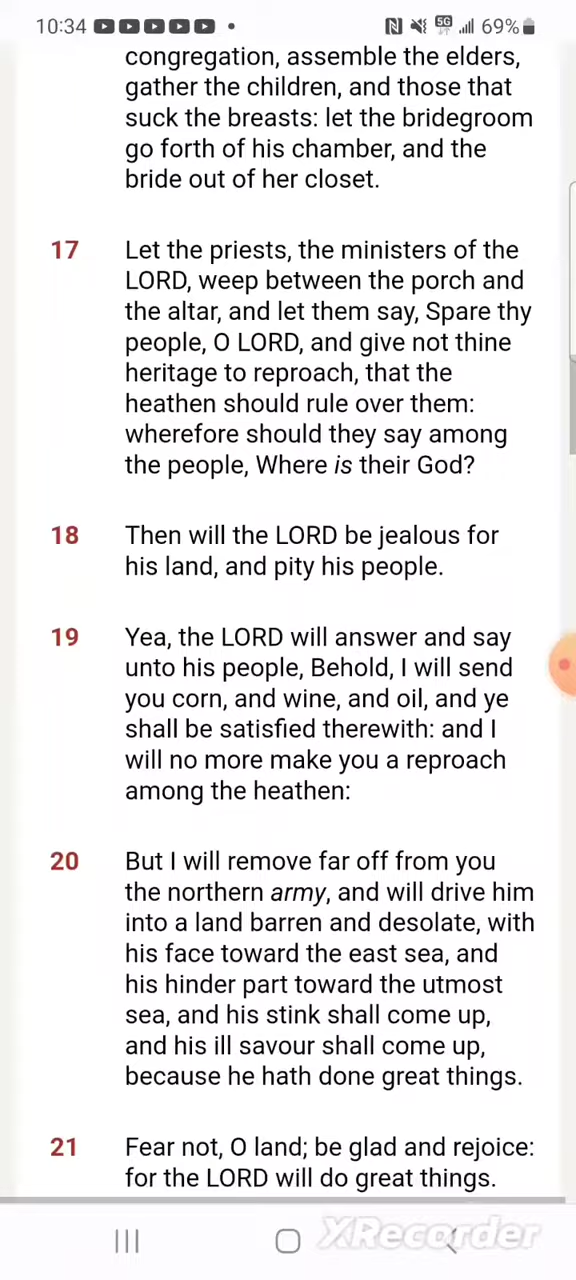 10:34 5G 69%
congregation, assemble the elders,
gather the children, and those that
suck the breasts: let the bridegroom
go forth of his chamber, and the
bride out of her closet.
17 Let the priests, the ministers of the
LORD, weep between the porch and
the altar, and let them say, Spare thy
people, O LORD, and give not thine
heritage to reproach, that the
heathen should rule over them:
wherefore should they say among
the people, Where is their God?
18 Then will the LORD be jealous for
his land, and pity his people.
19 Yea, the LORD will answer and say
unto his people, Behold, I will send
you corn, and wine, and oil, and ye
shall be satisfied therewith: and I
will no more make you a reproach
among the heathen:
20 But I will remove far off from you
the northern army, and will drive him
into a land barren and desolate, with
his face toward the east sea, and
his hinder part toward the utmost
sea, and his stink shall come up,
and his ill savour shall come up,
because he hath done great things.
21 Fear not, O land; be glad and rejoice:
for the LORD will do great things.
XRecorder